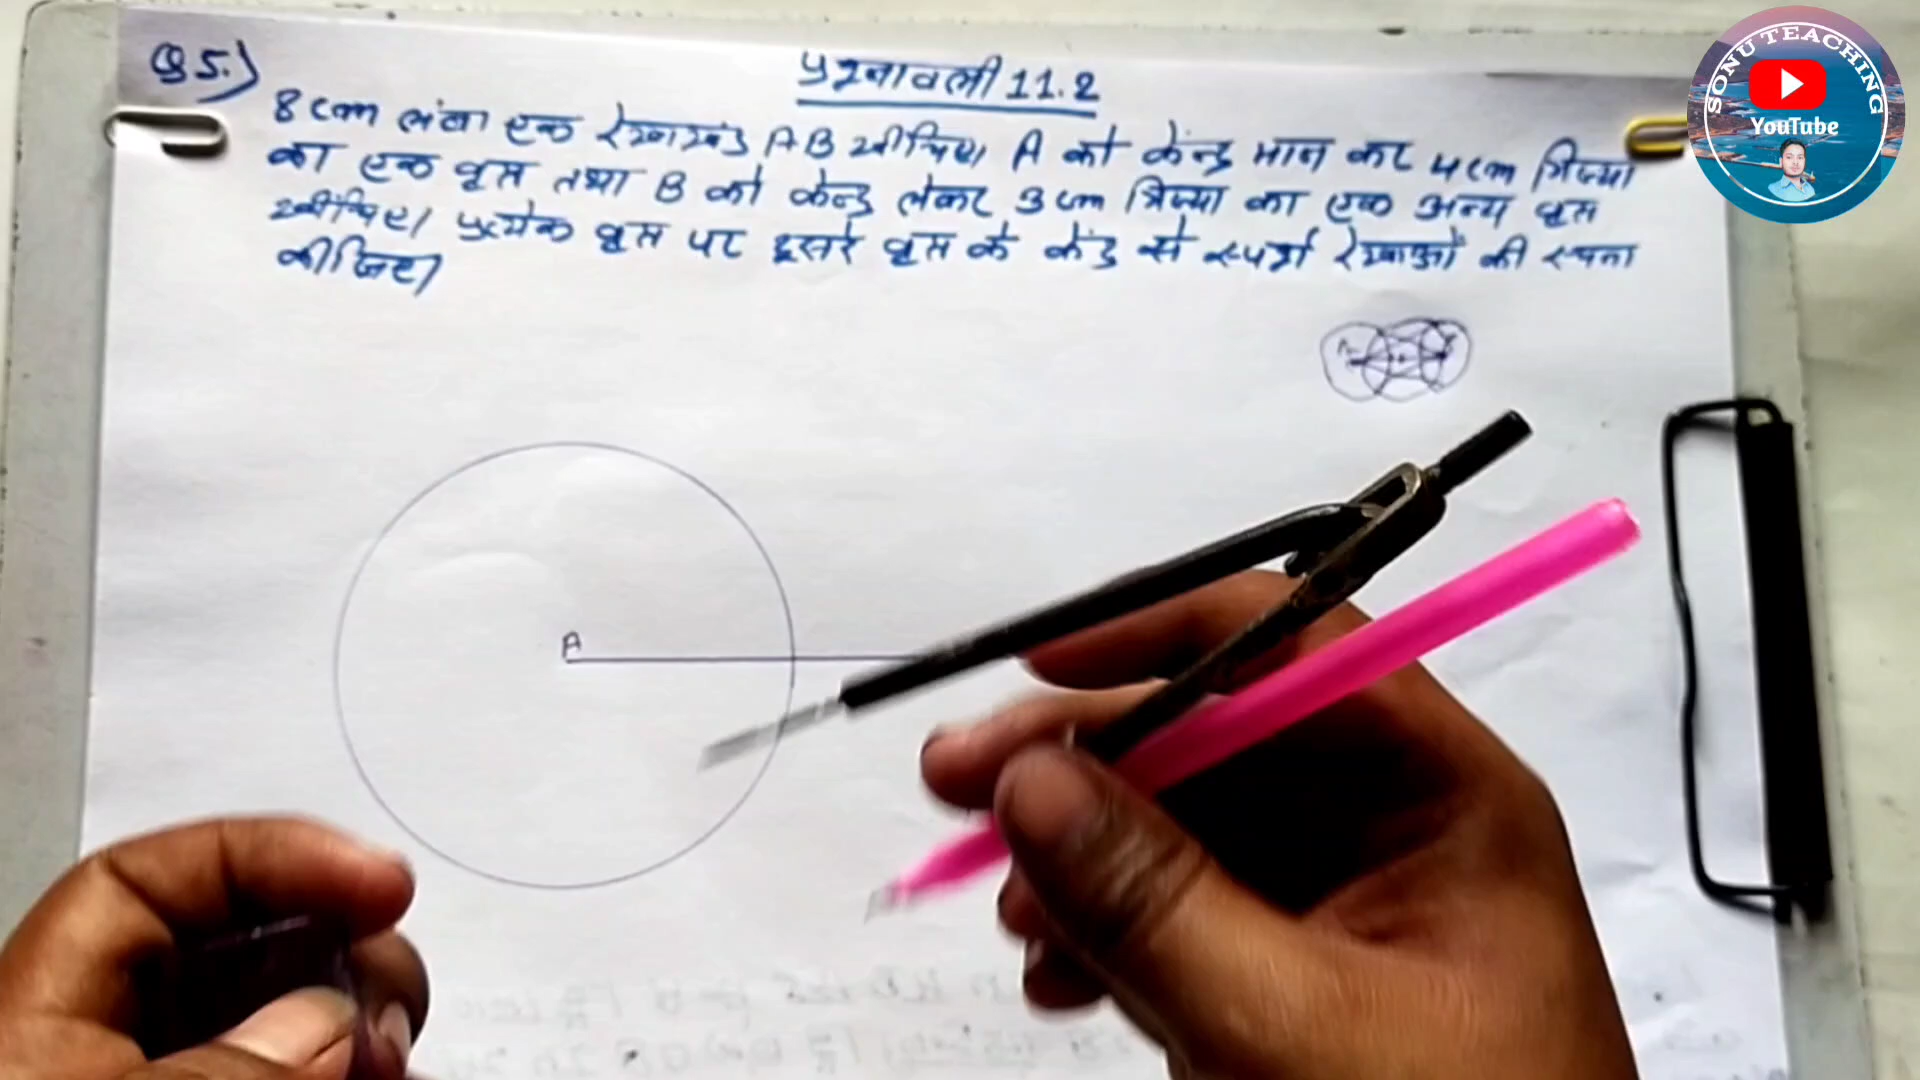 प्रश्नावली 11.2
Q 5.)
8 cm लंबा एक रेखाखंड AB खींचिए। A को केन्द्र मान कर 4 cm त्रिज्या
का एक वृत्त तथा B को केन्द्र लेकर 3 cm त्रिज्या का एक अन्य वृत्त
खींचिए। प्रत्येक वृत्त पर दूसरे वृत्त के केंद्र से स्पर्श रेखाओं की रचना
कीजिए।
A
SONU TEACHING
YouTube